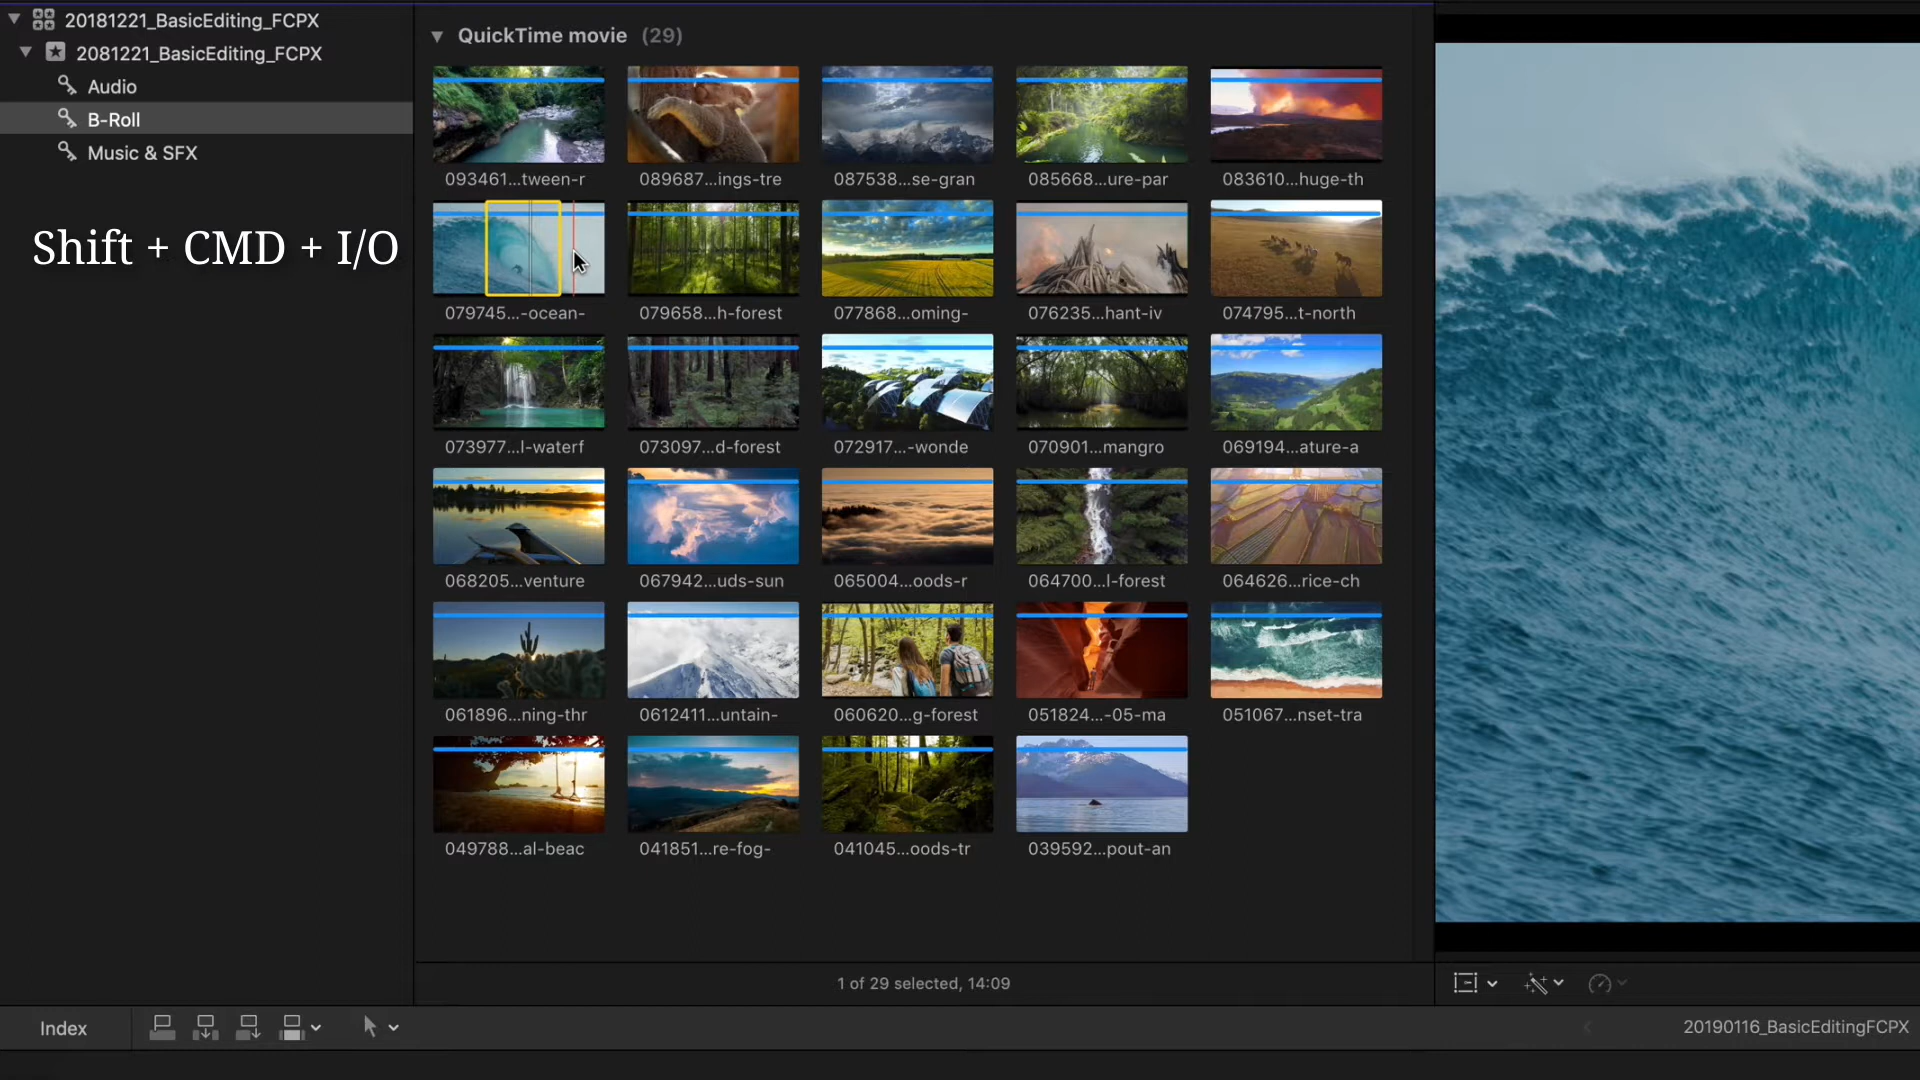 20181221_BasicEditing_FCPX
2081221_BasicEditing_FCPX
Audio
B-Roll
Music & SFX
Shift + CMD + I/O
QuickTime movie (29)
093461...tween-r
089687...ings-tre
087538...se-gran
085668...ure-par
083610...huge-th
079745...-ocean-
079658...h-forest
077868...oming-
076235...hant-iv
074795...t-north
073977...l-waterf
073097...d-forest
072917...-wonde
070901...mangro
069194...ature-a
068205...venture
067942...uds-sun
065004...oods-r
064700...l-forest
064626...rice-ch
061896...ning-thr
0612411...untain-
060620...g-forest
051824...-05-ma
051067...nset-tra
049788...al-beac
041851...re-fog-
041045...oods-tr
039592...pout-an
1 of 29 selected, 14:09
Index
20190116_BasicEditingFCPX